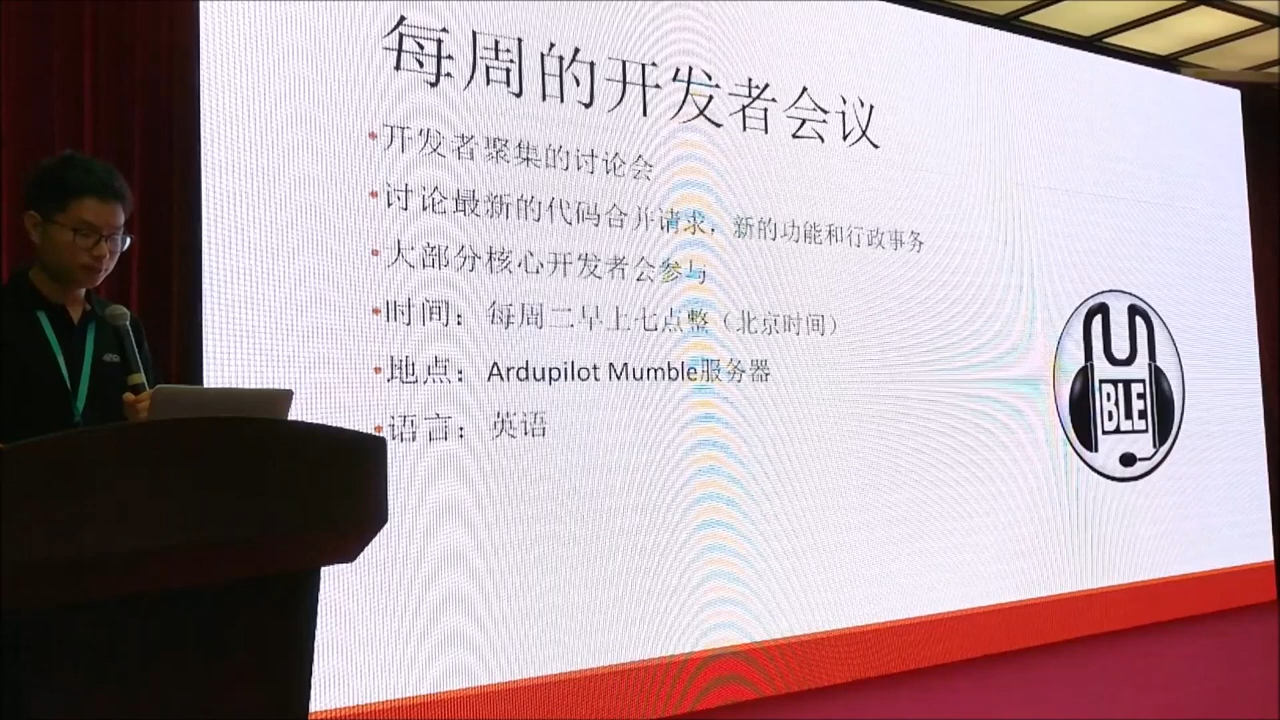 每周的开发者会议
•开发者聚集的讨论会
•讨论最新的代码合并请求，新的功能和行政事务
•大部分核心开发者会参与
•时间： 每周二早上七点整（北京时间）
•地点： Ardupilot Mumble服务器
•语言： 英语
BLE